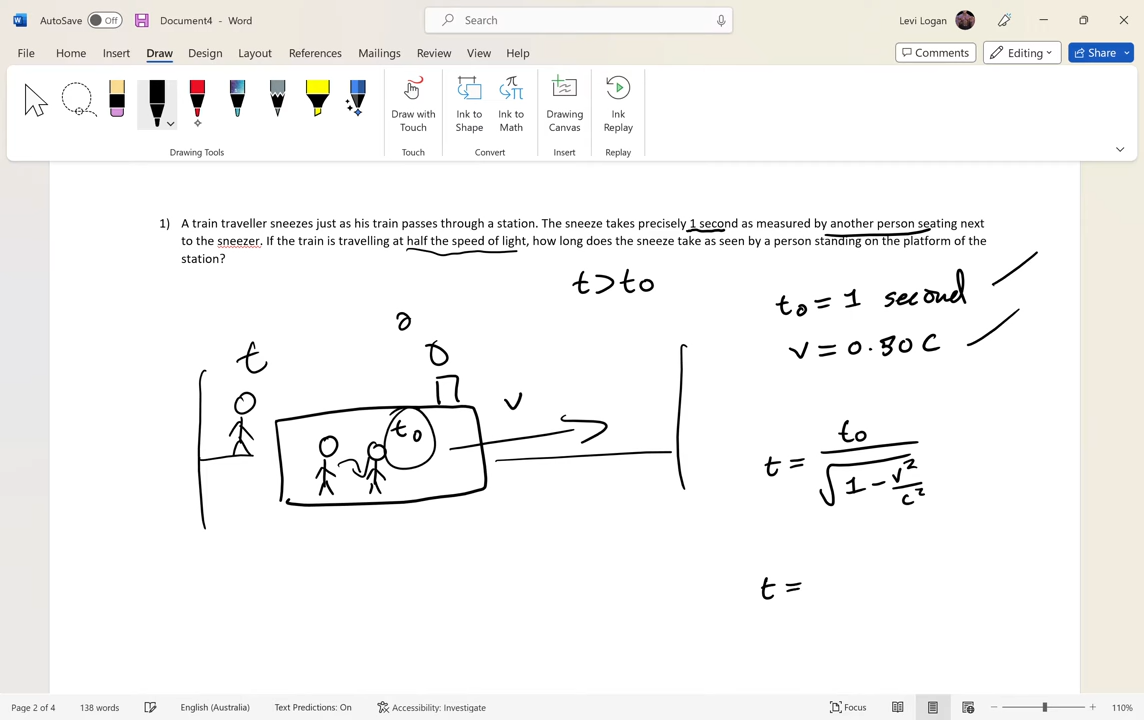 AutoSave Off Document4 - Word Search Levi Logan
File Home Insert Draw Design Layout References Mailings Review View Help Comments Editing Share
Draw with Touch Ink to Shape Ink to Math Drawing Canvas Ink Replay
Drawing Tools Touch Convert Insert Replay
1) A train traveller sneezes just as his train passes through a station. The sneeze takes precisely 1 second as measured by another person seating next
to the sneezer. If the train is travelling at half the speed of light, how long does the sneeze take as seen by a person standing on the platform of the
station?
t > t₀
t₀ = 1 second
v = 0.50 C
t
v
t₀
t = t₀ / √(1 − v²/c²)
t =
Page 2 of 4 138 words English (Australia) Text Predictions: On Accessibility: Investigate Focus 110%